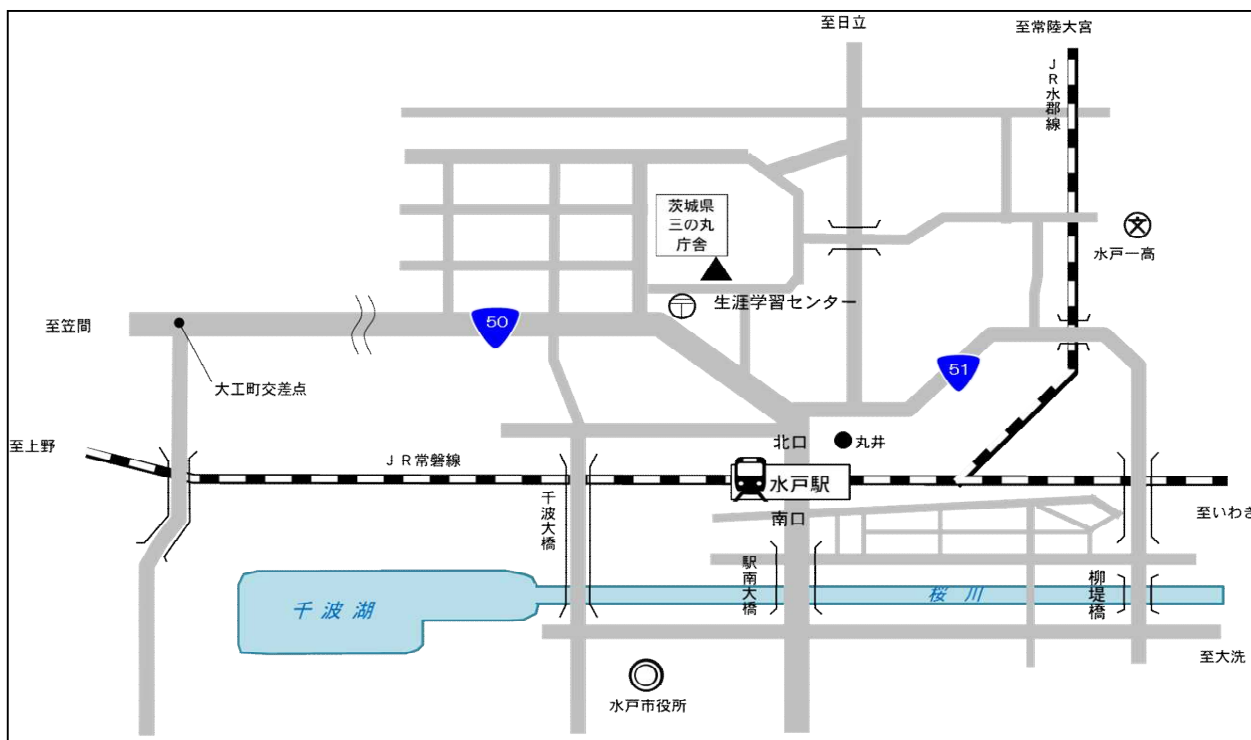 至日立
至常陸大宮
JR水郡線
茨城県
三の丸
庁舎
水戸一高
生涯学習センター
至笠間
50
51
大工町交差点
至上野
北口
丸井
JR常磐線
水戸駅
千波大橋
南口
至いわき
駅南大橋
柳堤橋
千波湖
桜川
至大洗
水戸市役所